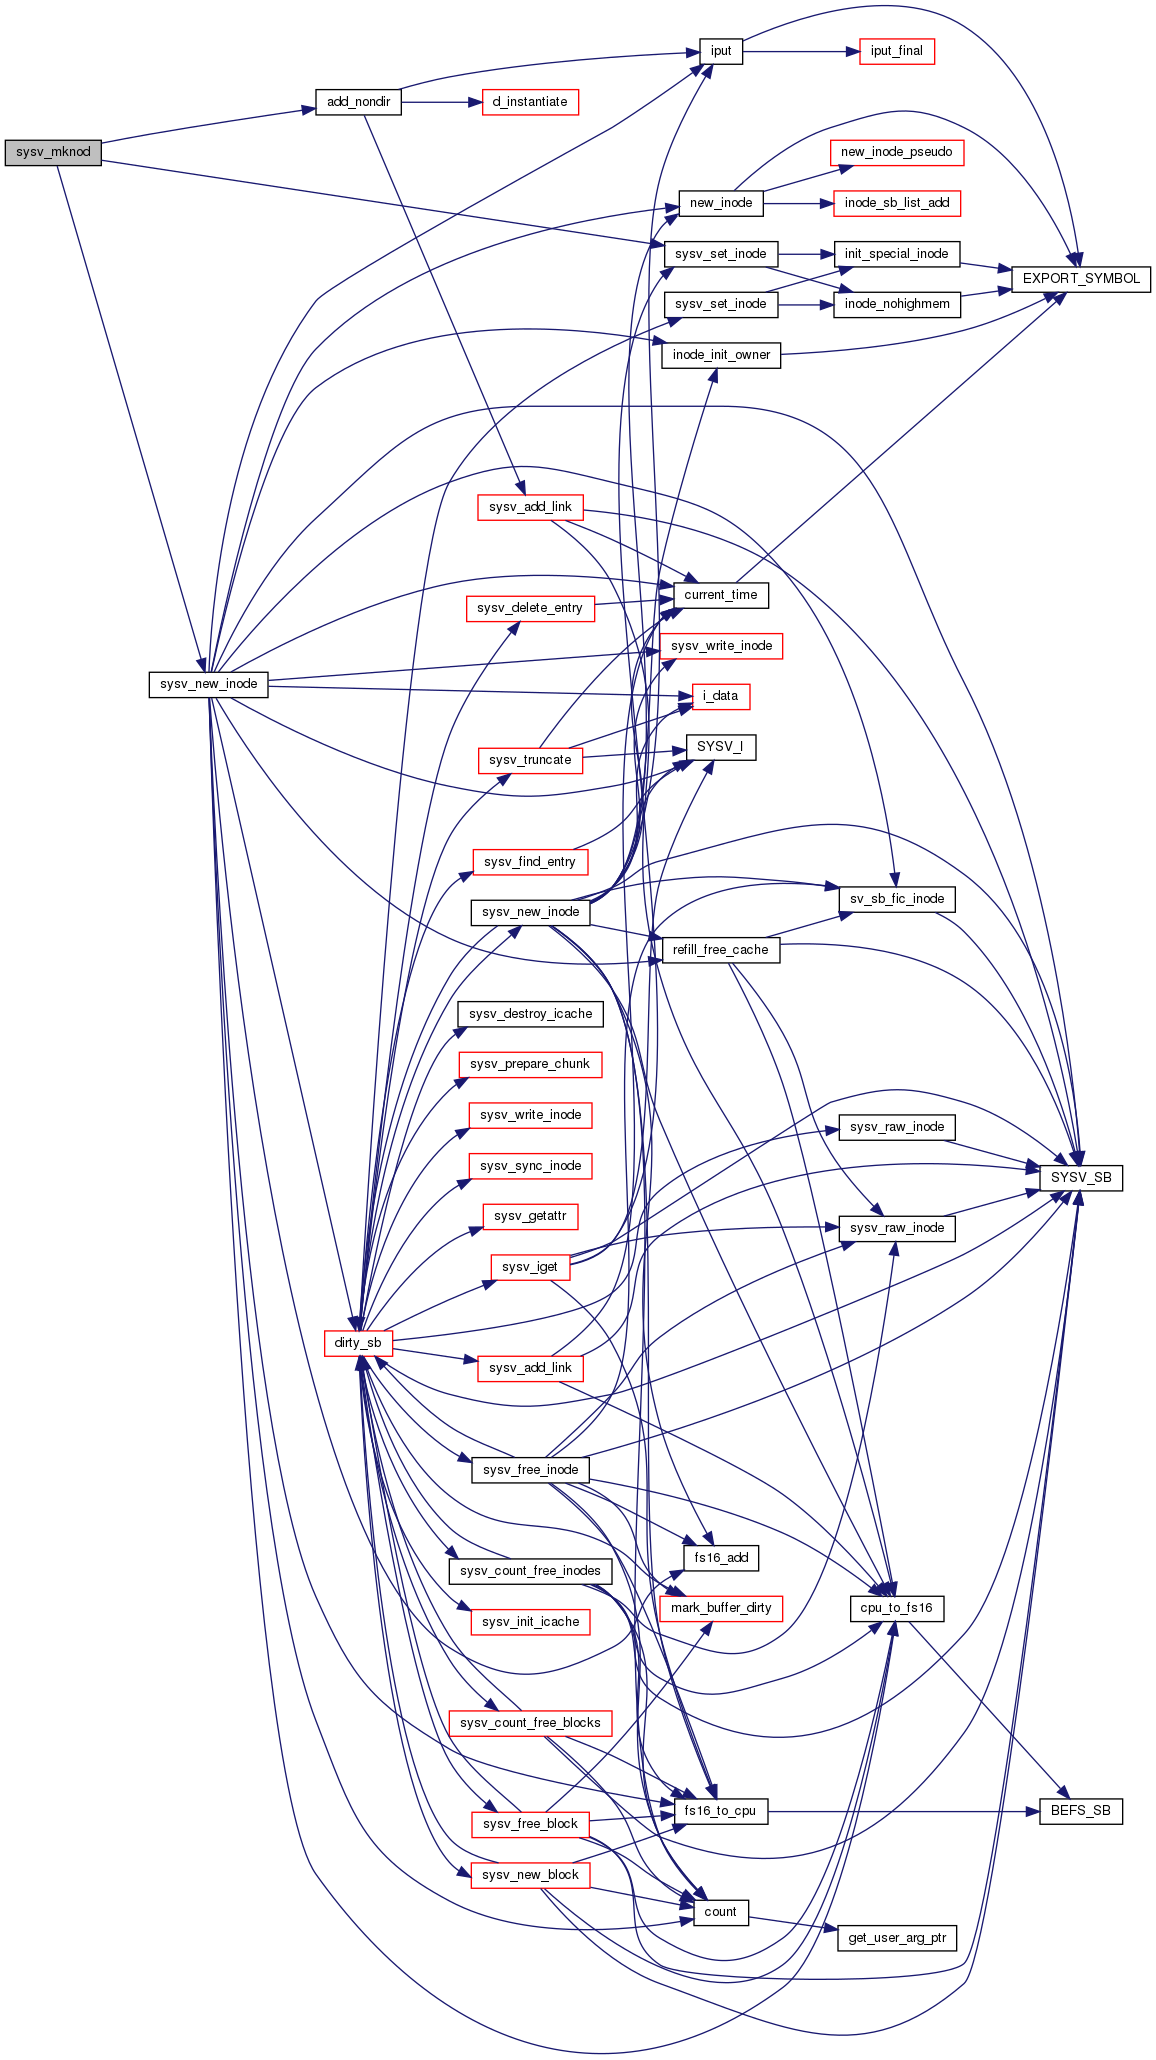 iput
iput_final
add_nondir
d_instantiate
sysv_mknod
new_inode_pseudo
new_inode
inode_sb_list_add
sysv_set_inode
init_special_inode
EXPORT_SYMBOL
sysv_set_inode
inode_nohighmem
inode_init_owner
sysv_add_link
current_time
sysv_delete_entry
sysv_write_inode
sysv_new_inode
i_data
SYSV_I
sysv_truncate
sysv_find_entry
sv_sb_fic_inode
sysv_new_inode
refill_free_cache
sysv_destroy_icache
sysv_prepare_chunk
sysv_write_inode
sysv_raw_inode
sysv_sync_inode
SYSV_SB
sysv_getattr
sysv_raw_inode
sysv_iget
dirty_sb
sysv_add_link
sysv_free_inode
fs16_add
sysv_count_free_inodes
mark_buffer_dirty
cpu_to_fs16
sysv_init_icache
sysv_count_free_blocks
fs16_to_cpu
BEFS_SB
sysv_free_block
sysv_new_block
count
get_user_arg_ptr